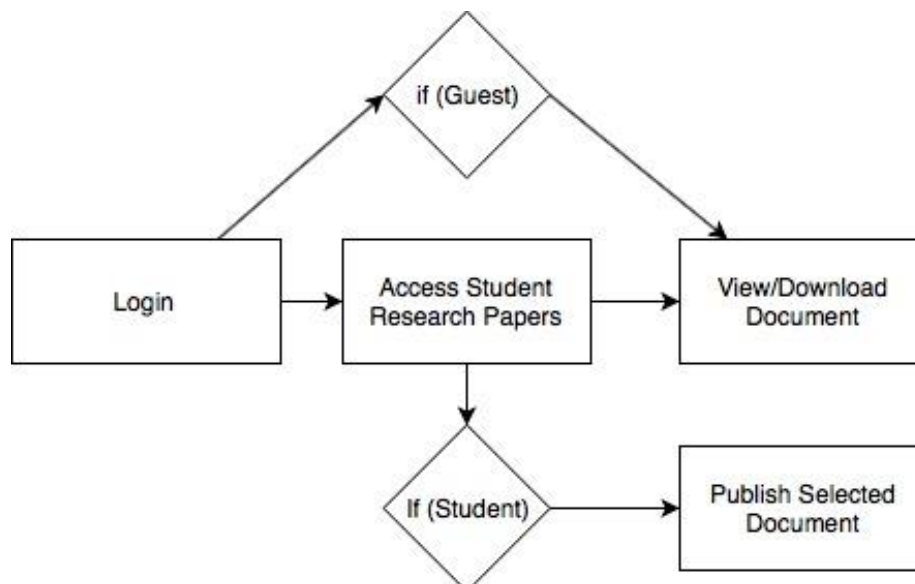 if (Guest)
Login
Access Student
Research Papers
View/Download
Document
If (Student)
Publish Selected
Document